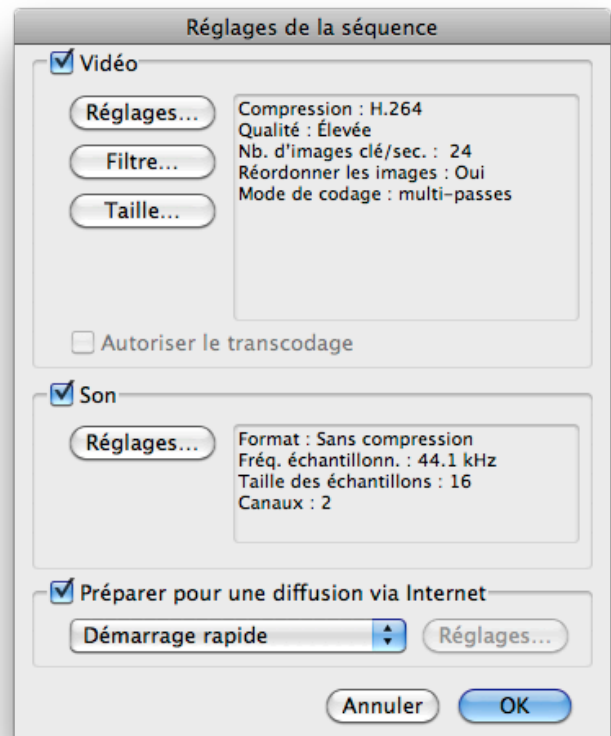 Réglages de la séquence
Vidéo
Réglages...
Filtre...
Taille...
Compression : H.264
Qualité : Élevée
Nb. d'images clé/sec. : 24
Réordonner les images : Oui
Mode de codage : multi-passes
Autoriser le transcodage
Son
Réglages...
Format : Sans compression
Fréq. échantillonn. : 44.1 kHz
Taille des échantillons : 16
Canaux : 2
Préparer pour une diffusion via Internet
Démarrage rapide
Réglages...
Annuler
OK